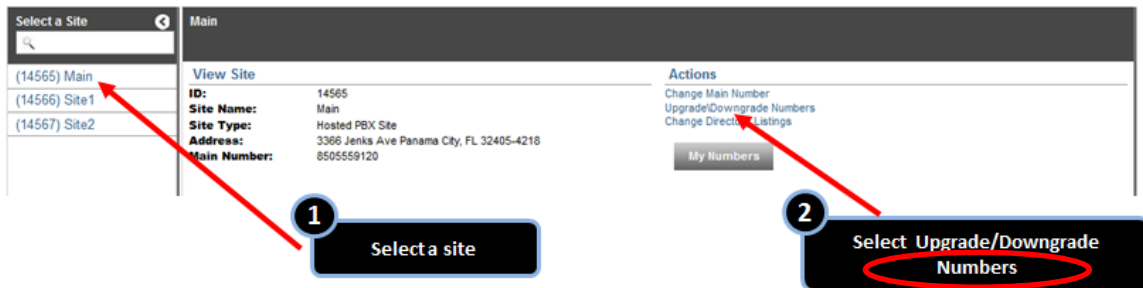 Select a Site
Main
(14565) Main
(14566) Site1
(14567) Site2
View Site
ID: 14565
Site Name: Main
Site Type: Hosted PBX Site
Address: 3366 Jenks Ave Panama City, FL 32405-4218
Main Number: 8505559120
Actions
Change Main Number
Upgrade\Downgrade Numbers
Change Directory Listings
My Numbers
1
Select a site
2
Select Upgrade/Downgrade
Numbers